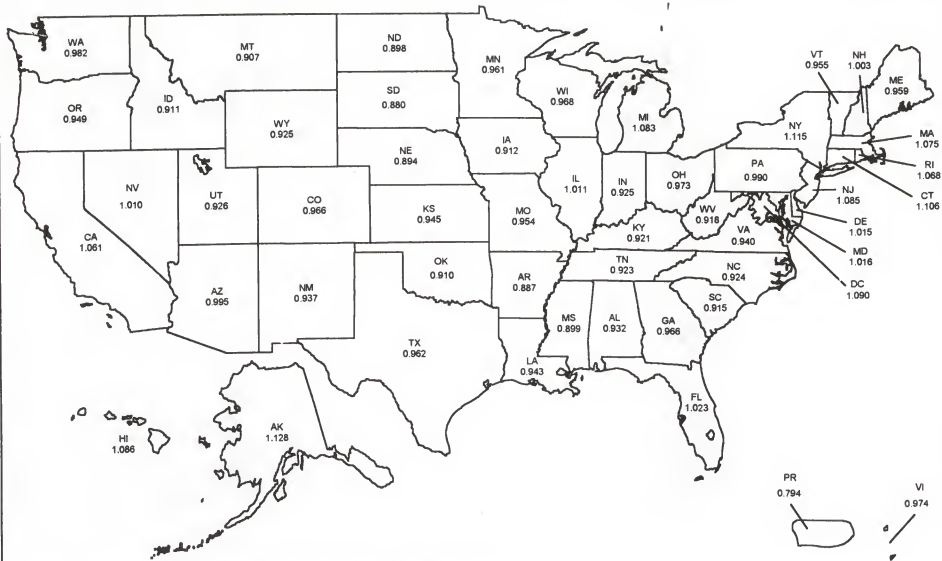 WA
0.982
MT
0.907
ND
0.898
MN
0.961
VT
0.955
NH
1.003
ME
0.959
OR
0.949
ID
0.911
SD
0.880
WI
0.968
MI
1.083
NY
1.115
MA
1.075
WY
0.925
IA
0.912
NE
0.894
PA
0.990
RI
1.068
NV
1.010
UT
0.926
CO
0.966
IL
1.011
IN
0.925
OH
0.973
NJ
1.085
CT
1.106
CA
1.061
KS
0.945
MO
0.954
WV
0.918
VA
0.940
DE
1.015
KY
0.921
MD
1.016
AZ
0.995
NM
0.937
OK
0.910
AR
0.887
TN
0.923
NC
0.924
DC
1.090
SC
0.915
MS
0.899
AL
0.932
GA
0.966
TX
0.962
LA
0.943
FL
1.023
HI
1.086
AK
1.128
PR
0.794
VI
0.974